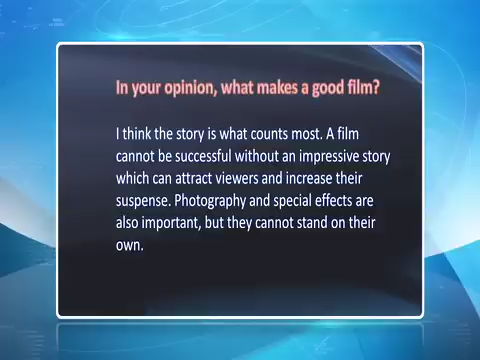 In your opinion, what makes a good film?
I think the story is what counts most. A film
cannot be successful without an impressive story
which can attract viewers and increase their
suspense. Photography and special effects are
also important, but they cannot stand on their
own.